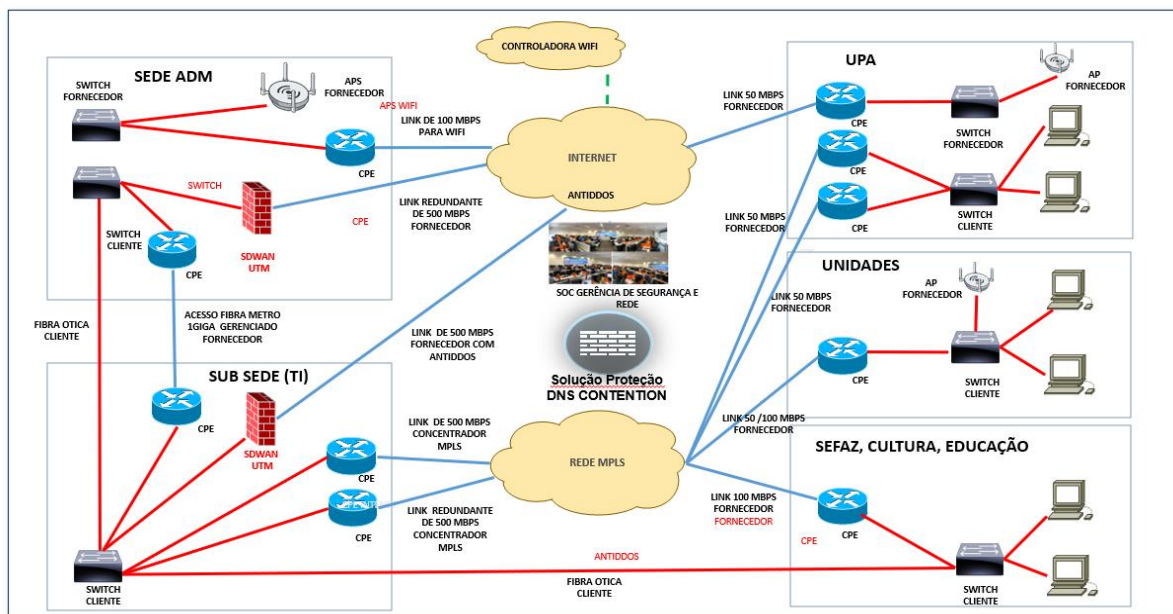 CONTROLADORA WIFI
SEDE ADM
SWITCH
FORNECEDOR
APS
FORNECEDOR
APS WIFI
LINK DE 100 MBPS
PARA WIFI
CPE
SWITCH
SWITCH
CLIENTE
CPE
SDWAN
UTM
CPE
LINK REDUNDANTE
DE 500 MBPS
FORNECEDOR
INTERNET
ANTIDDOS
SOC GERÊNCIA DE SEGURANÇA E
REDE
Solução Proteção
DNS CONTENTION
FIBRA OTICA
CLIENTE
ACESSO FIBRA METRO
1GIGA GERENCIADO
FORNECEDOR
LINK DE 500 MBPS
FORNECEDOR COM
ANTIDDOS
SUB SEDE (TI)
CPE
SDWAN
UTM
LINK DE 500 MBPS
CONCENTRADOR
MPLS
CPE
REDE MPLS
LINK REDUNDANTE
DE 500 MBPS
CONCENTRADOR
MPLS
CPE
SWITCH
CLIENTE
ANTIDDOS
FIBRA OTICA
CLIENTE
UPA
LINK 50 MBPS
FORNECEDOR
CPE
SWITCH
FORNECEDOR
AP
FORNECEDOR
CPE
LINK 50 MBPS
FORNECEDOR
CPE
SWITCH
CLIENTE
UNIDADES
LINK 50 MBPS
FORNECEDOR
AP
FORNECEDOR
CPE
SWITCH
CLIENTE
LINK 50 /100 MBPS
FORNECEDOR
SEFAZ, CULTURA, EDUCAÇÃO
LINK 100 MBPS
FORNECEDOR
FORNECEDOR
CPE
CPE
SWITCH
CLIENTE